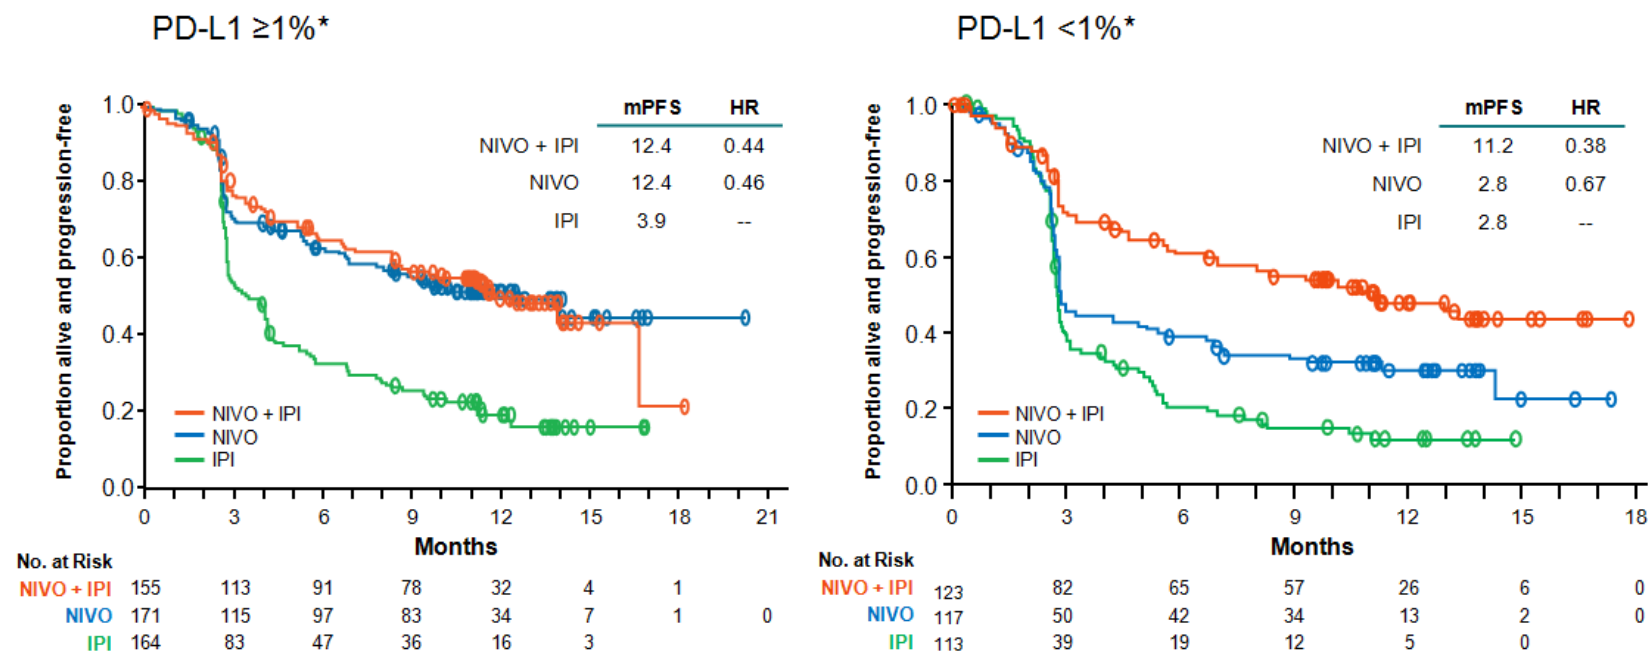 PD-L1 ≥1%*
Proportion alive and progression-free
1.0
0.8
0.6
0.4
0.2
0.0
mPFS HR
NIVO + IPI 12.4 0.44
NIVO 12.4 0.46
IPI 3.9 --
NIVO + IPI
NIVO
IPI
0 3 6 9 12 15 18 21
Months
No. at Risk
NIVO + IPI 155 113 91 78 32 4 1
NIVO 171 115 97 83 34 7 1 0
IPI 164 83 47 36 16 3
PD-L1 <1%*
Proportion alive and progression-free
1.0
0.8
0.6
0.4
0.2
0.0
mPFS HR
NIVO + IPI 11.2 0.38
NIVO 2.8 0.67
IPI 2.8 --
NIVO + IPI
NIVO
IPI
0 3 6 9 12 15 18
Months
No. at Risk
NIVO + IPI 123 82 65 57 26 6 0
NIVO 117 50 42 34 13 2 0
IPI 113 39 19 12 5 0